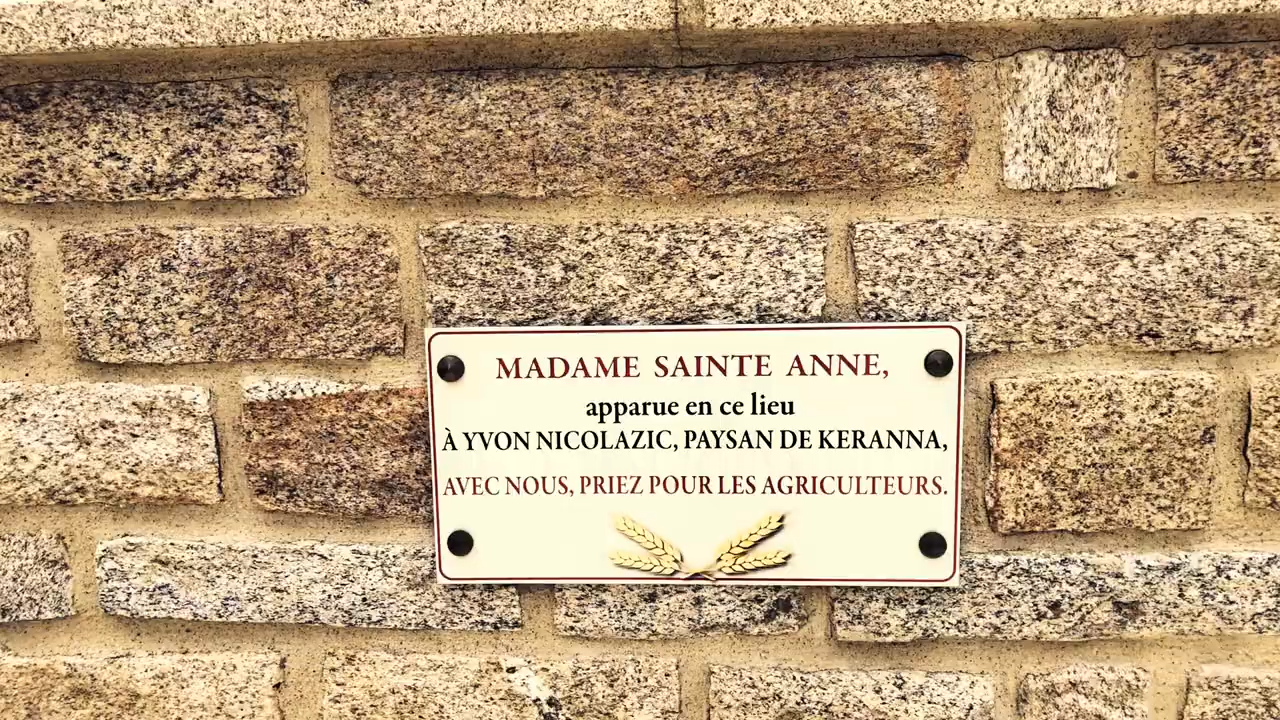 MADAME SAINTE ANNE,
apparue en ce lieu
À YVON NICOLAZIC, PAYSAN DE KERANNA,
AVEC NOUS, PRIEZ POUR LES AGRICULTEURS.